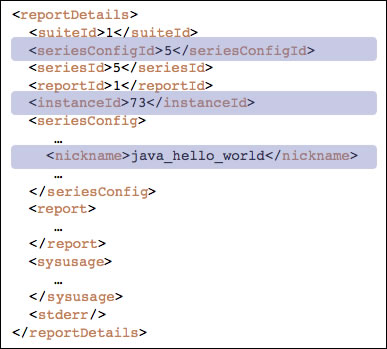 <reportDetails>
<suiteId>1</suiteId>
<seriesConfigId>5</seriesConfigId>
<seriesId>5</seriesId>
<reportId>1</reportId>
<instanceId>73</instanceId>
<seriesConfig>
…
<nickname>java_hello_world</nickname>
…
</seriesConfig>
<report>
…
</report>
<sysusage>
…
</sysusage>
<stderr/>
</reportDetails>